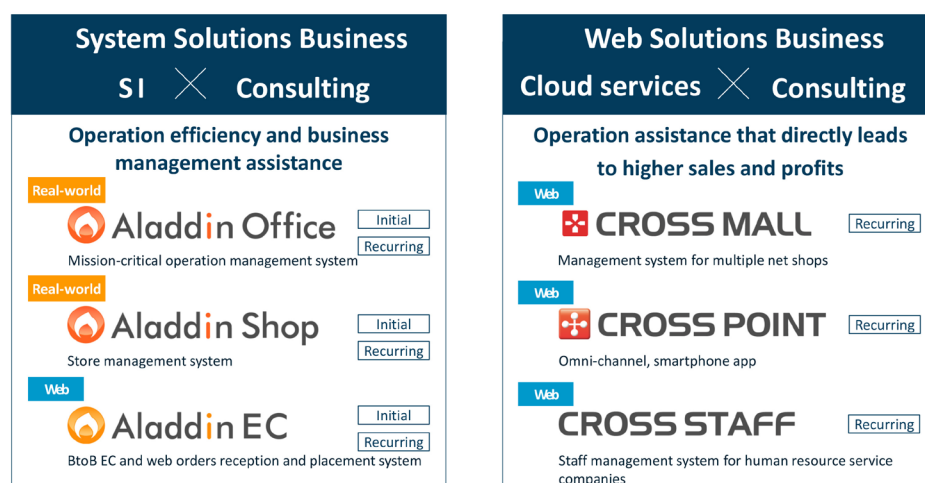 System Solutions Business
SI × Consulting
Operation efficiency and business
management assistance
Real-world
Aladdin Office
Initial
Recurring
Mission-critical operation management system
Real-world
Aladdin Shop
Initial
Recurring
Store management system
Web
Aladdin EC
Initial
Recurring
BtoB EC and web orders reception and placement system
Web Solutions Business
Cloud services × Consulting
Operation assistance that directly leads
to higher sales and profits
Web
CROSS MALL
Recurring
Management system for multiple net shops
Web
CROSS POINT
Recurring
Omni-channel, smartphone app
Web
CROSS STAFF
Recurring
Staff management system for human resource service
companies